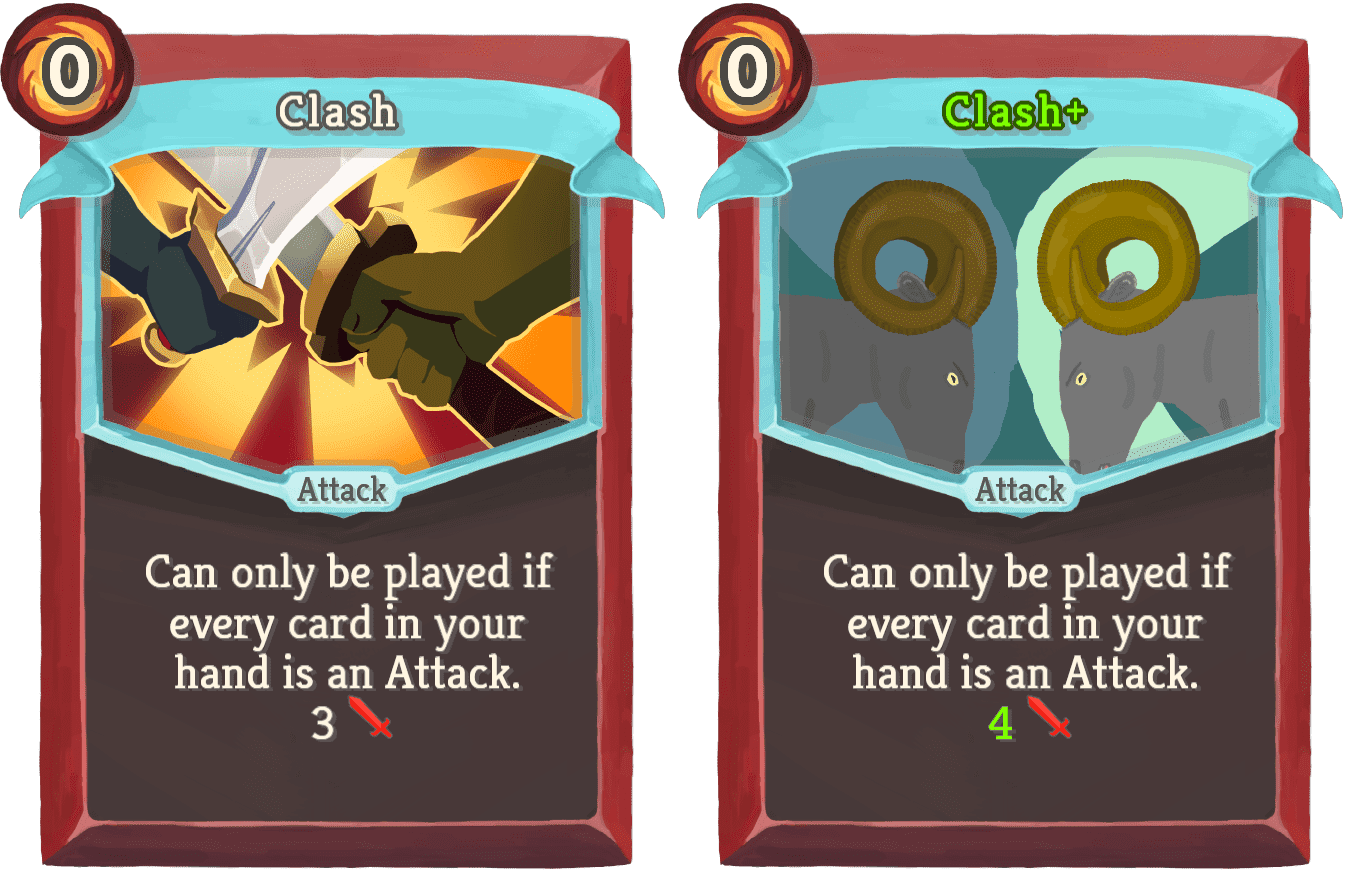 0
Clash
Attack
Can only be played if
every card in your
hand is an Attack.
3
0
Clash+
Attack
Can only be played if
every card in your
hand is an Attack.
4